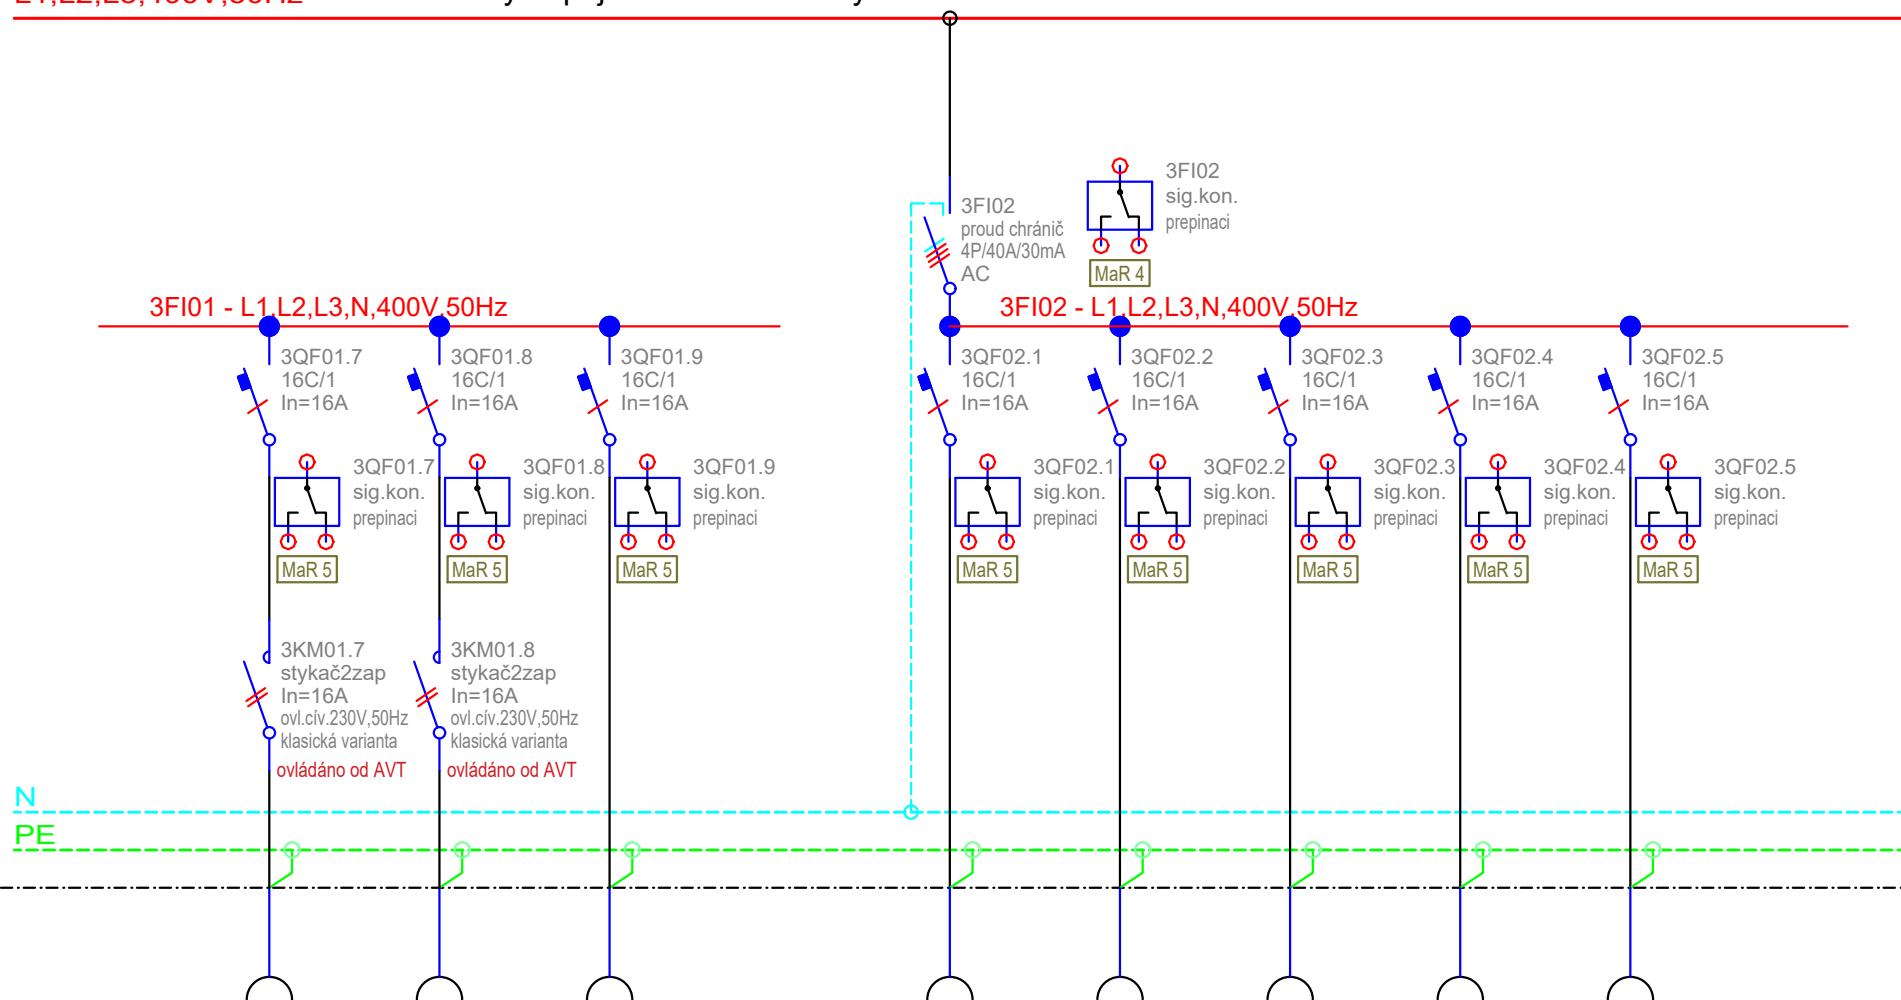 3FI02
sig.kon.
prepinaci
3FI02
proud chránič
4P/40A/30mA
AC
MaR 4
3FI01 - L1,L2,L3,N,400V,50Hz
3FI02 - L1,L2,L3,N,400V,50Hz
3QF01.7
16C/1
In=16A
3QF01.8
16C/1
In=16A
3QF01.9
16C/1
In=16A
3QF02.1
16C/1
In=16A
3QF02.2
16C/1
In=16A
3QF02.3
16C/1
In=16A
3QF02.4
16C/1
In=16A
3QF02.5
16C/1
In=16A
3QF01.7
sig.kon.
prepinaci
MaR 5
3QF01.8
sig.kon.
prepinaci
MaR 5
3QF01.9
sig.kon.
prepinaci
MaR 5
3QF02.1
sig.kon.
prepinaci
MaR 5
3QF02.2
sig.kon.
prepinaci
MaR 5
3QF02.3
sig.kon.
prepinaci
MaR 5
3QF02.4
sig.kon.
prepinaci
MaR 5
3QF02.5
sig.kon.
prepinaci
MaR 5
3KM01.7
stykač2zap
In=16A
ovl.cív.230V,50Hz
klasická varianta
ovládáno od AVT
3KM01.8
stykač2zap
In=16A
ovl.cív.230V,50Hz
klasická varianta
ovládáno od AVT
N
PE